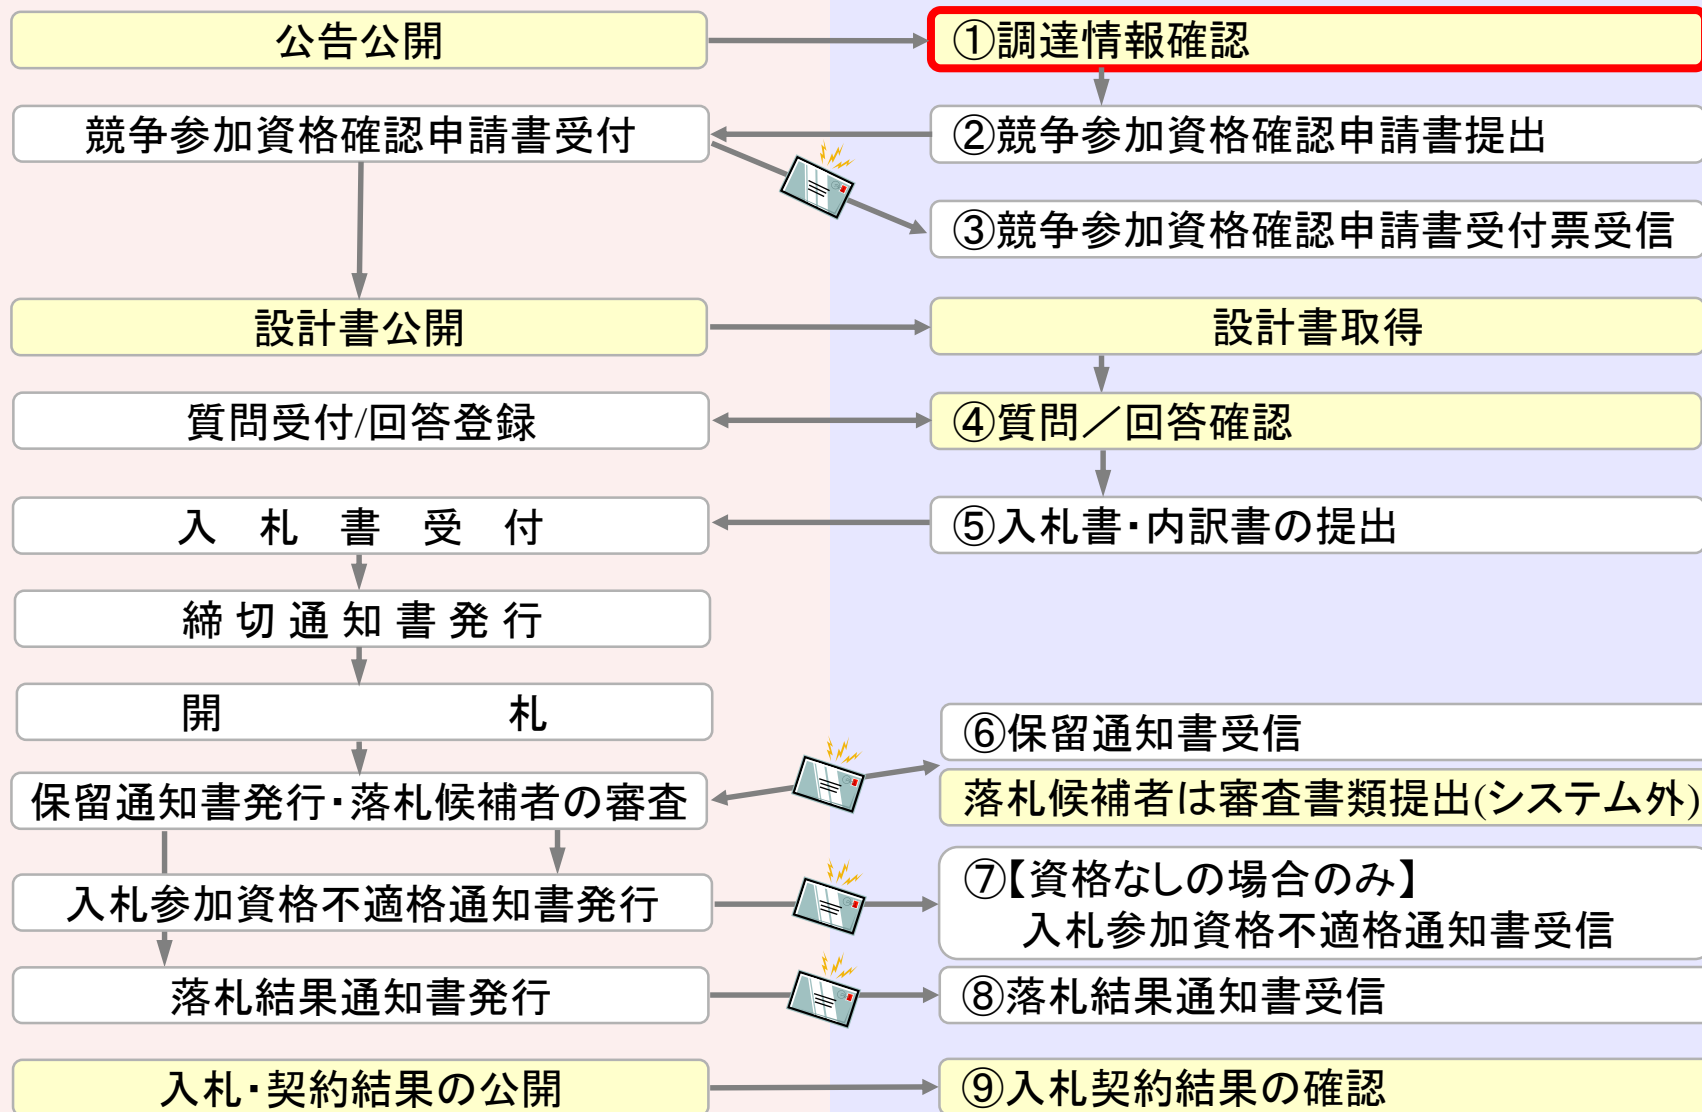 公告公開
①調達情報確認
競争参加資格確認申請書受付
②競争参加資格確認申請書提出
③競争参加資格確認申請書受付票受信
設計書公開
設計書取得
質問受付/回答登録
④質問／回答確認
入 札 書 受 付
⑤入札書・内訳書の提出
締 切 通 知 書 発 行
開 札
⑥保留通知書受信
保留通知書発行・落札候補者の審査
落札候補者は審査書類提出(システム外)
入札参加資格不適格通知書発行
⑦【資格なしの場合のみ】
入札参加資格不適格通知書受信
落札結果通知書発行
⑧落札結果通知書受信
入札・契約結果の公開
⑨入札契約結果の確認